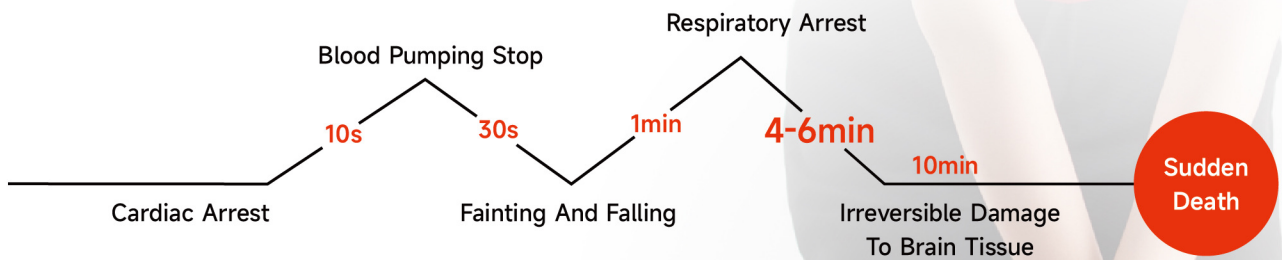 Respiratory Arrest
Blood Pumping Stop
10s
30s
1min
4-6min
10min
Sudden
Death
Cardiac Arrest
Fainting And Falling
Irreversible Damage
To Brain Tissue